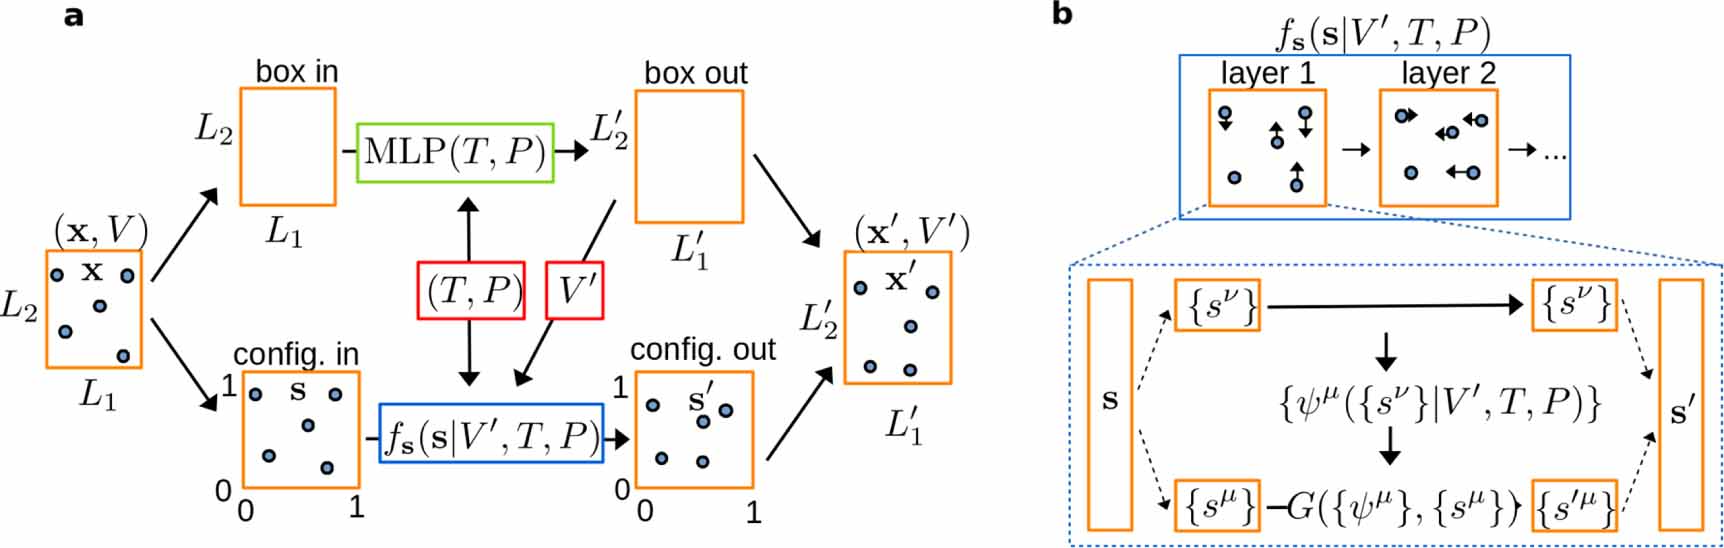 a
box in
L₂
L₁
MLP(T, P)
box out
L′₂
L′₁
(x, V)
x
L₂
L₁
(T, P)
V′
config. in
1
s
0
0
1
f_s(s|V′, T, P)
config. out
1
s′
0
0
1
(x′, V′)
x′
L′₂
L′₁
b
f_s(s|V′, T, P)
layer 1
layer 2
...
s
{s^ν}
{s^ν}
{ψ^μ({s^ν}|V′, T, P)}
{s^μ}
G({ψ^μ}, {s^μ})
{s′^μ}
s′